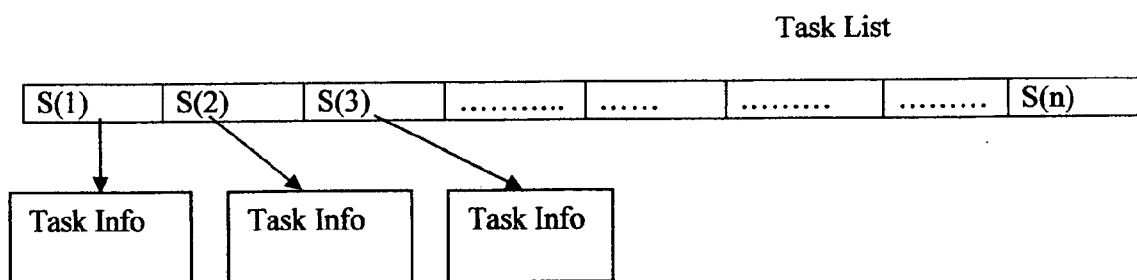 Task List
S(1) S(2) S(3) ........... ...... ......... ......... S(n)
Task Info Task Info Task Info